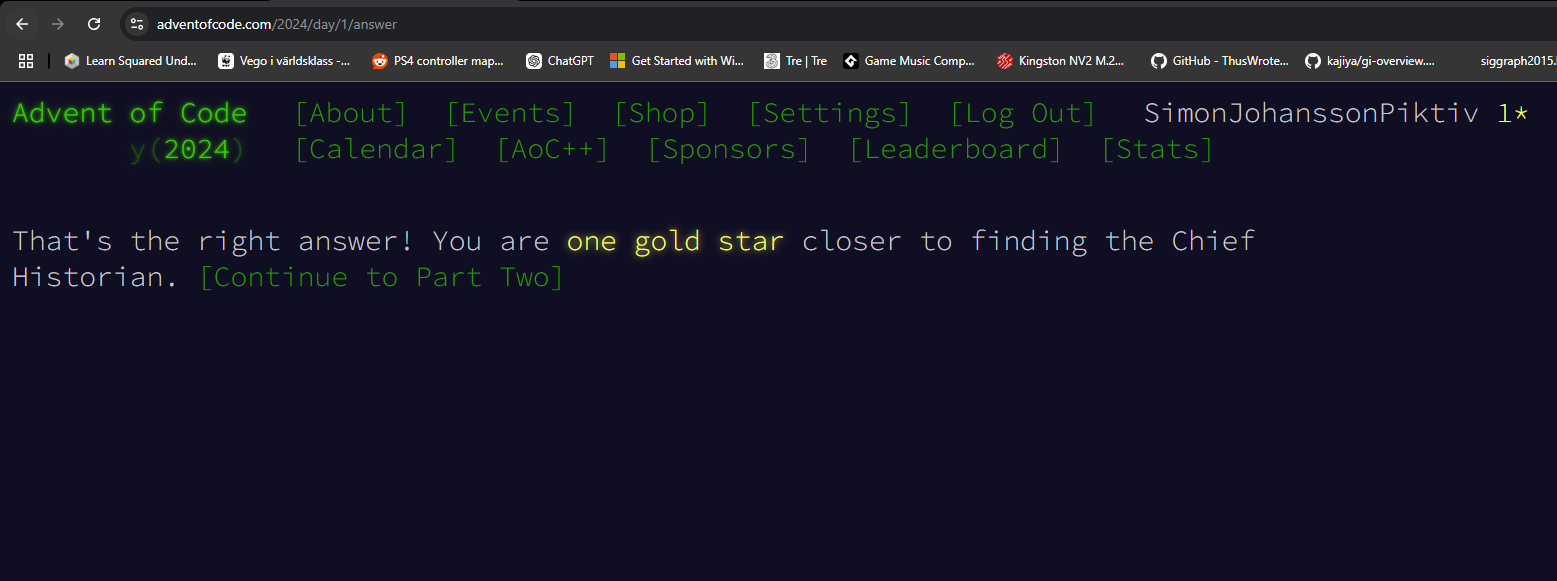 adventofcode.com/2024/day/1/answer
Learn Squared Und... Vego i världsklass -... PS4 controller map... ChatGPT Get Started with Wi... Tre | Tre Game Music Comp... Kingston NV2 M.2... GitHub - ThusWrote... kajiya/gi-overview.... siggraph2015.
Advent of Code [About] [Events] [Shop] [Settings] [Log Out] SimonJohanssonPiktiv 1*
y(2024) [Calendar] [AoC++] [Sponsors] [Leaderboard] [Stats]
That's the right answer! You are one gold star closer to finding the Chief
Historian. [Continue to Part Two]